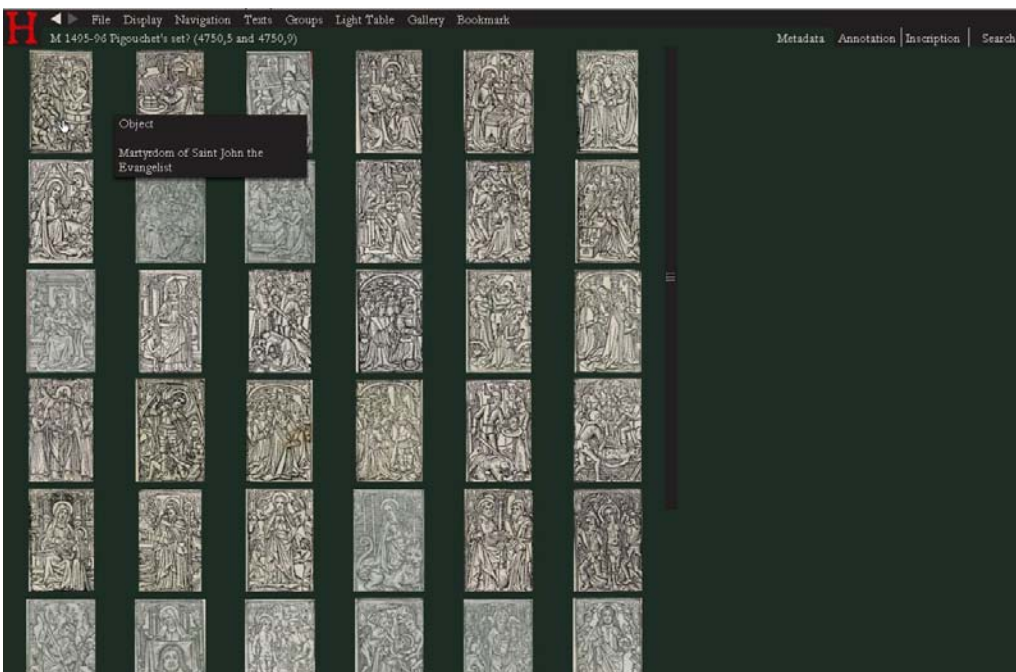 H
File Display Navigation Texts Groups Light Table Gallery Bookmark
M 1495-96 Pigouchet's set? (4750,5 and 4750,9)
Metadata Annotation Inscription Search
Object
Martyrdom of Saint John the
Evangelist